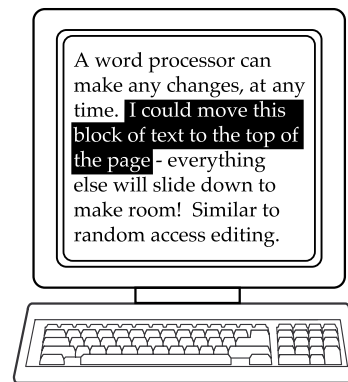 A word processor can
make any changes, at any
time. I could move this
block of text to the top of
the page - everything
else will slide down to
make room! Similar to
random access editing.